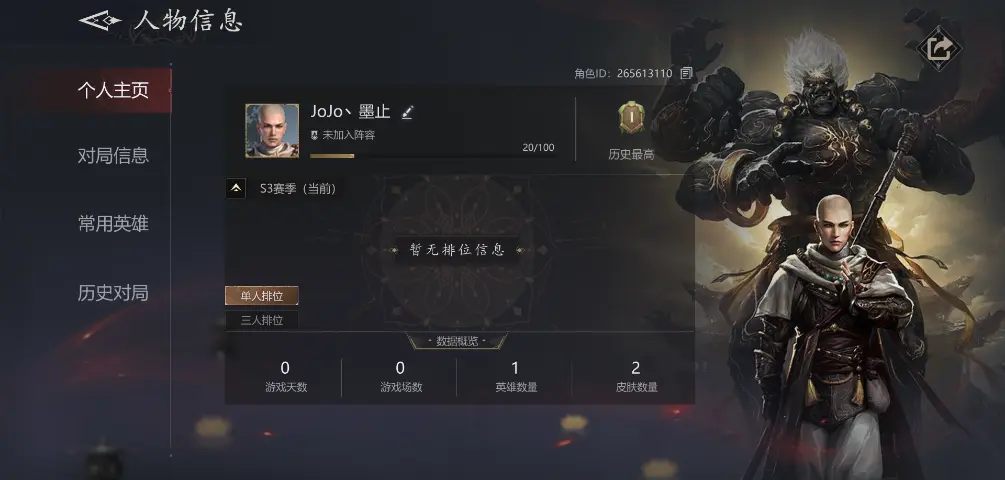 人物信息
个人主页
对局信息
常用英雄
历史对局
角色ID：265613110
JoJo丶墨止
未加入阵容
20/100
I
历史最高
S3赛季（当前）
暂无排位信息
单人排位
三人排位
- 数据概览 -
0
游戏天数
0
游戏场数
1
英雄数量
2
皮肤数量